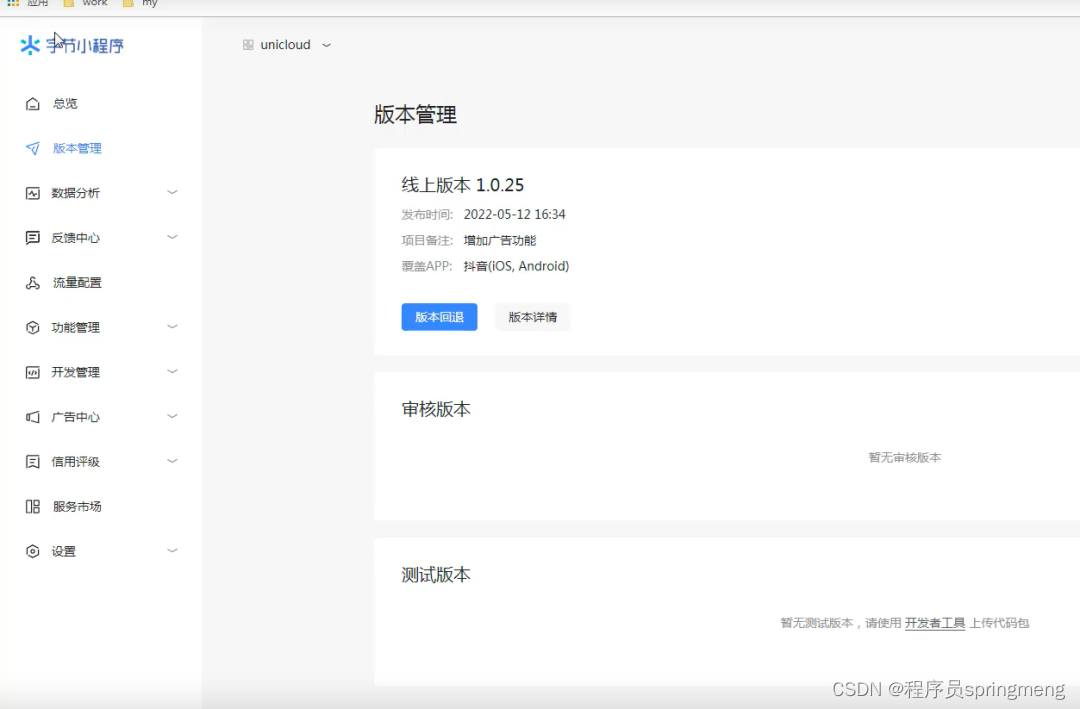 应用 work my
字节小程序
unicloud
总览
版本管理
数据分析
反馈中心
流量配置
功能管理
开发管理
广告中心
信用评级
服务市场
设置
版本管理
线上版本 1.0.25
发布时间: 2022-05-12 16:34
项目备注: 增加广告功能
覆盖APP: 抖音(iOS, Android)
版本回退 版本详情
审核版本
暂无审核版本
测试版本
暂无测试版本，请使用 开发者工具 上传代码包
CSDN @程序员springmeng